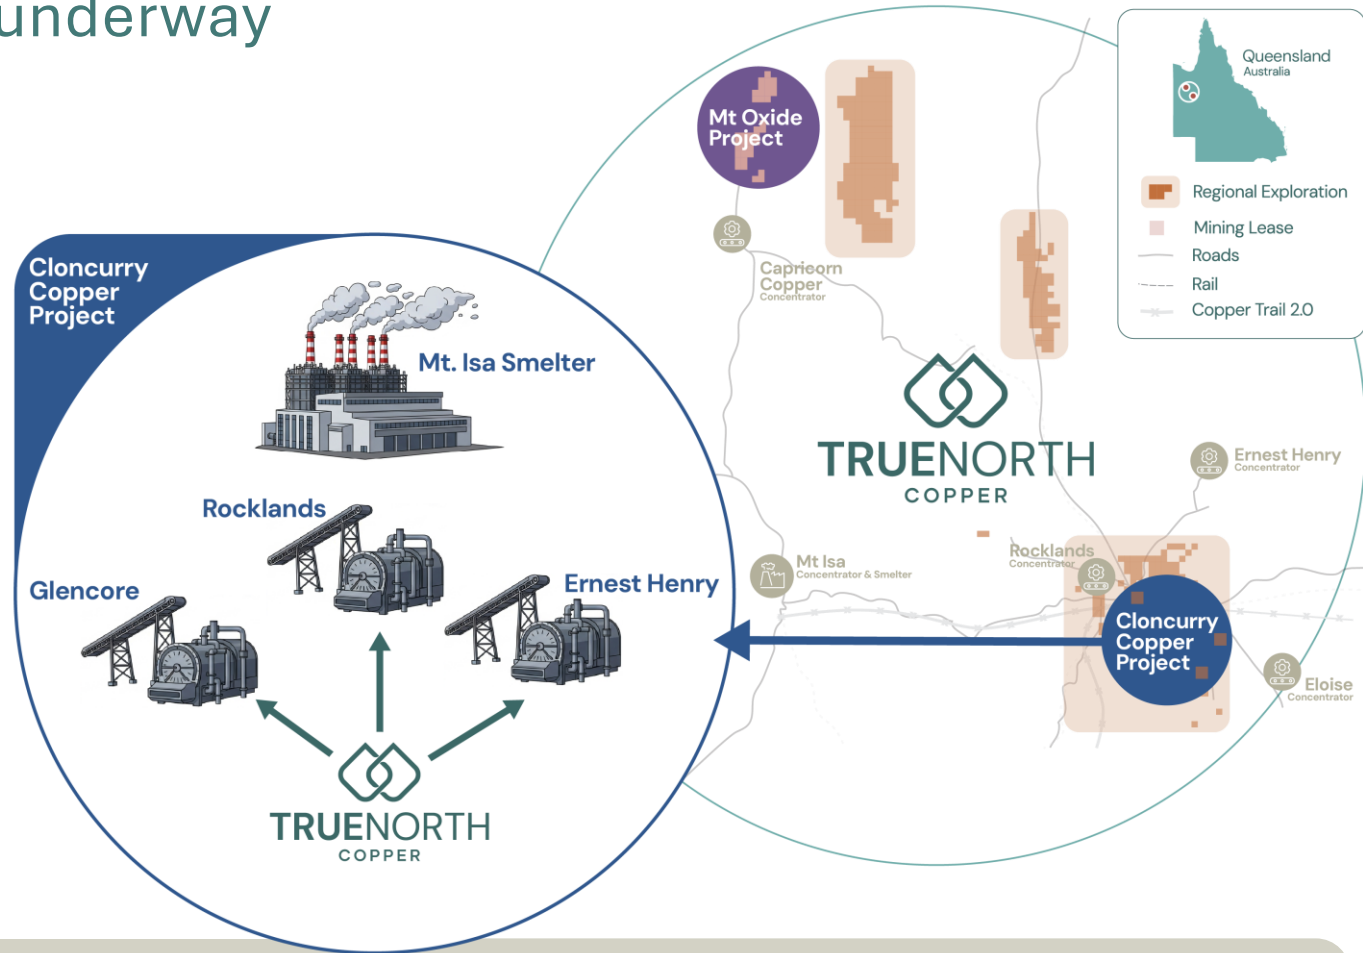 underway
Queensland
Australia
Regional Exploration
Mining Lease
Roads
Rail
Copper Trail 2.0
Mt Oxide
Project
Capricorn
Copper
Concentrator
TRUENORTH
COPPER
Ernest Henry
Concentrator
Rocklands
Concentrator
Mt Isa
Concentrator & Smelter
Cloncurry
Copper
Project
Eloise
Concentrator
Cloncurry
Copper
Project
Mt. Isa Smelter
Rocklands
Glencore
Ernest Henry
TRUENORTH
COPPER